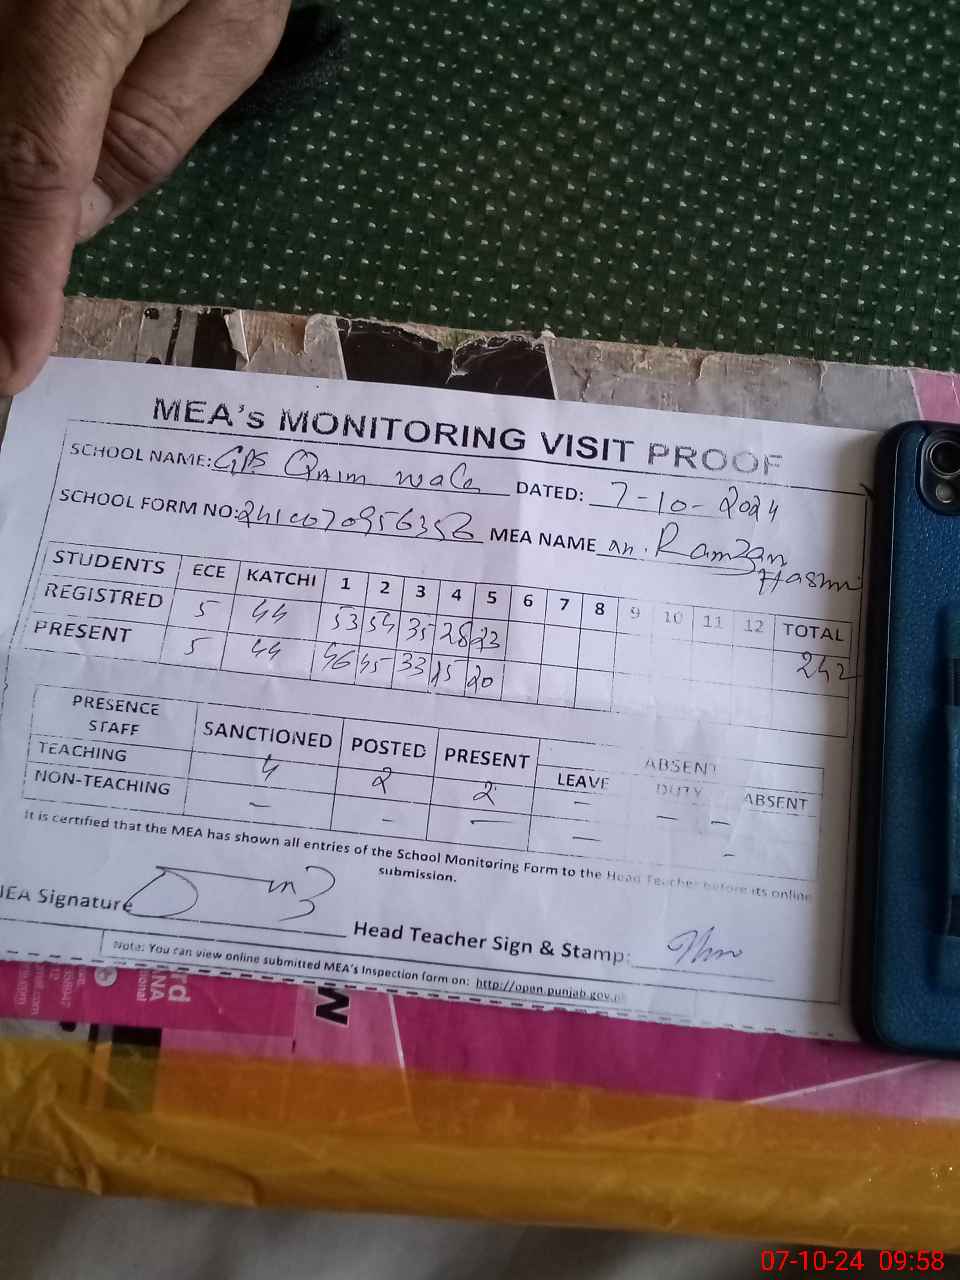 MEA's MONITORING VISIT PROOF
SCHOOL NAME: GPS Qaim wala DATED: 7-10-2024
SCHOOL FORM NO: MEA NAME Ramzan Hasmi
STUDENTS ECE KATCHI 1 2 3 4 5 6 7 8 9 10 11 12 TOTAL
REGISTRED 5 44 53 54 35 28 23 242
PRESENT 5 44 46 45 33 25 20
PRESENCE STAFF SANCTIONED POSTED PRESENT ABSENT
LEAVE DUTY ABSENT
TEACHING 4 2 2 - - -
NON-TEACHING - - - - -
It is certified that the MEA has shown all entries of the School Monitoring Form to the Head Teacher before its online
submission.
MEA Signature
Head Teacher Sign & Stamp:
Note: You can view online submitted MEA's Inspection form on: http://open.punjab.gov.pk
07-10-24 09:58